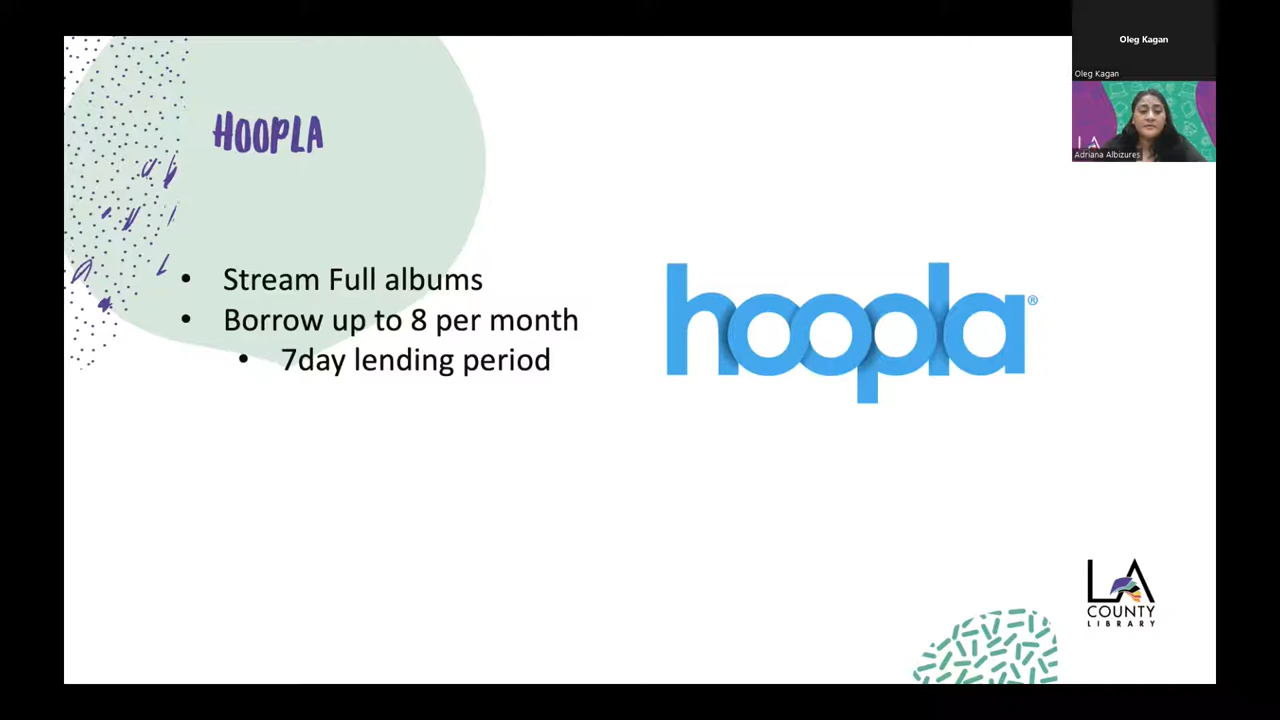 Oleg Kagan
Oleg Kagan
Adriana Albizures
LA
HOOPLA
• Stream Full albums
• Borrow up to 8 per month
• 7day lending period
hoopla®
LA
COUNTY
LIBRARY